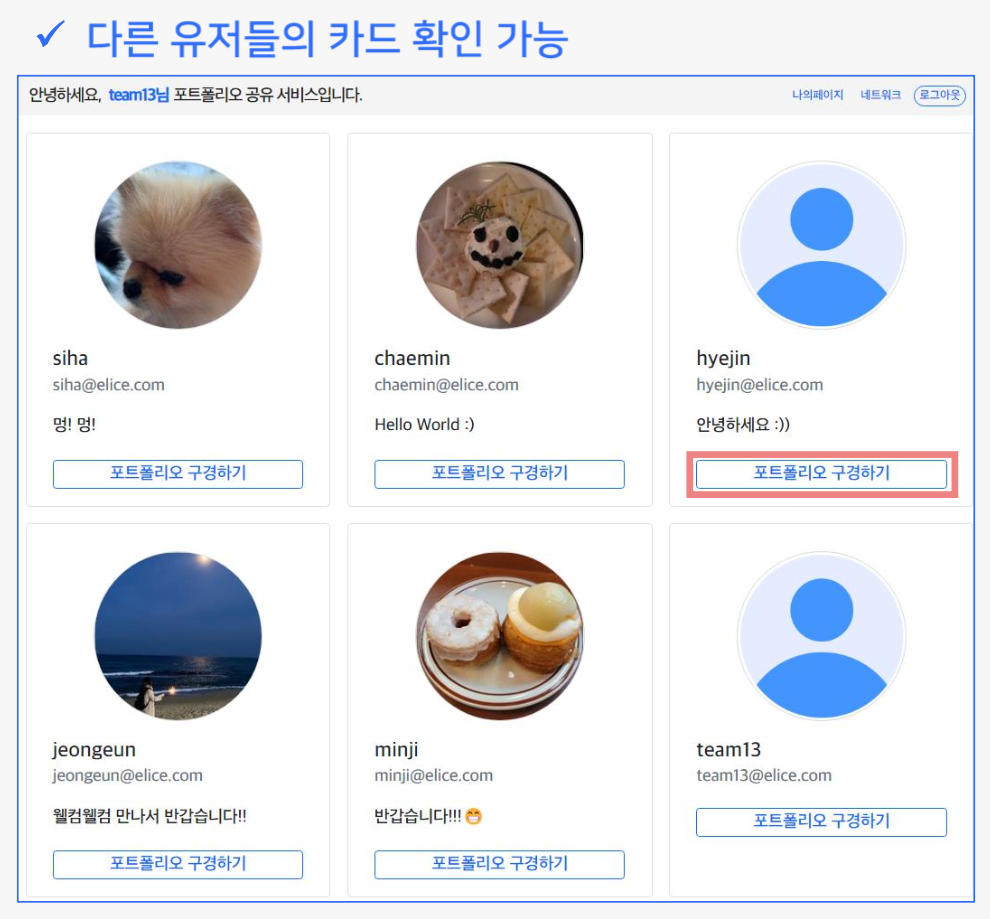 ✓ 다른 유저들의 카드 확인 가능
안녕하세요, team13님 포트폴리오 공유 서비스입니다.
나의페이지 네트워크 로그아웃
siha
siha@elice.com
멍! 멍!
포트폴리오 구경하기
chaemin
chaemin@elice.com
Hello World :)
포트폴리오 구경하기
hyejin
hyejin@elice.com
안녕하세요 :))
포트폴리오 구경하기
jeongeun
jeongeun@elice.com
웰컴웰컴 만나서 반갑습니다!!
포트폴리오 구경하기
minji
minji@elice.com
반갑습니다!!!😁
포트폴리오 구경하기
team13
team13@elice.com
포트폴리오 구경하기